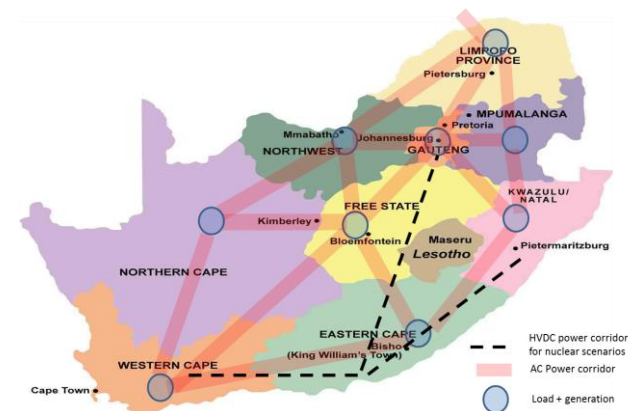 LIMPOPO
PROVINCE
Pietersburg
MPUMALANGA
Pretoria
Mmabatho
Johannesburg
NORTHWEST
GAUTENG
KWAZULU/
NATAL
FREE STATE
Kimberley
Bloemfontein
Maseru
Lesotho
Pietermaritzburg
NORTHERN CAPE
EASTERN CAPE
Bisho
(King William's Town)
WESTERN CAPE
Cape Town
HVDC power corridor
for nuclear scenarios
AC Power corridor
Load + generation